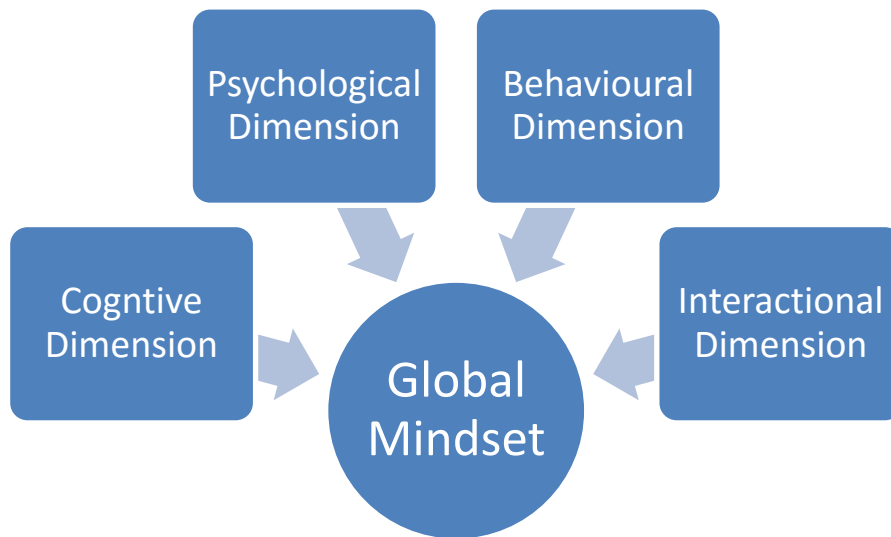 Psychological
Dimension
Behavioural
Dimension
Cogntive
Dimension
Interactional
Dimension
Global
Mindset